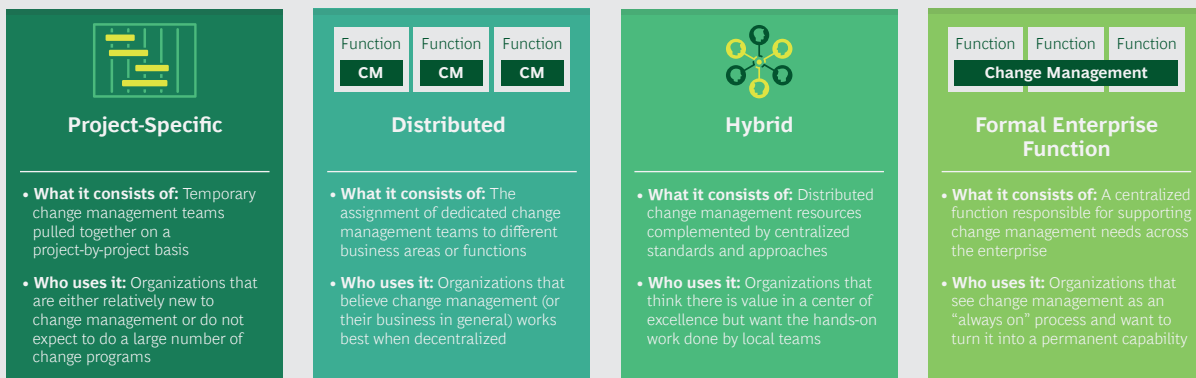 Project-Specific
• What it consists of: Temporary
change management teams
pulled together on a
project-by-project basis
• Who uses it: Organizations that
are either relatively new to
change management or do not
expect to do a large number of
change programs
Function Function Function
CM CM CM
Distributed
• What it consists of: The
assignment of dedicated change
management teams to different
business areas or functions
• Who uses it: Organizations that
believe change management (or
their business in general) works
best when decentralized
Hybrid
• What it consists of: Distributed
change management resources
complemented by centralized
standards and approaches
• Who uses it: Organizations that
think there is value in a center of
excellence but want the hands-on
work done by local teams
Function Function Function
Change Management
Formal Enterprise
Function
• What it consists of: A centralized
function responsible for supporting
change management needs across
the enterprise
• Who uses it: Organizations that
see change management as an
“always on” process and want to
turn it into a permanent capability